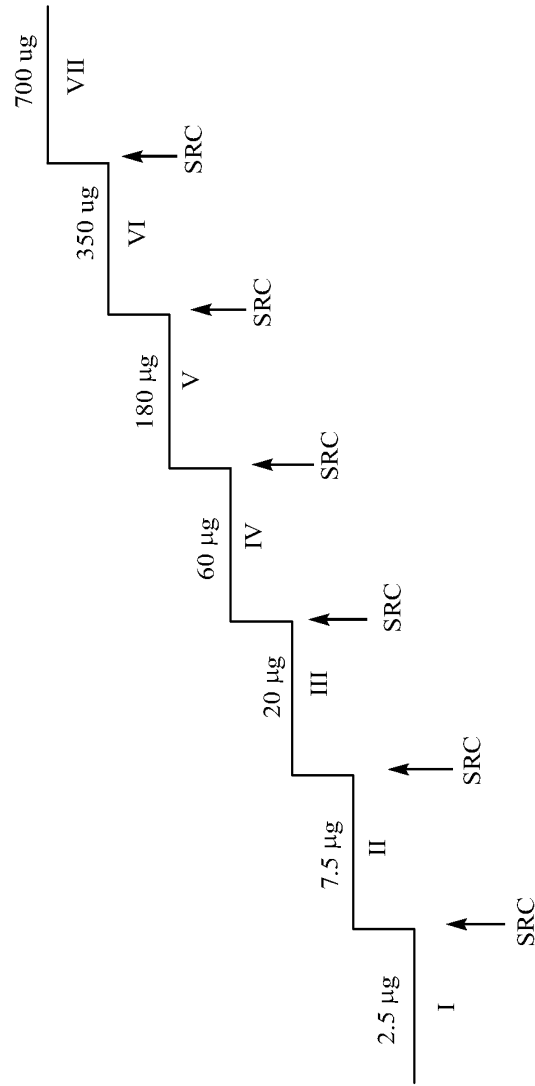 700 ug
VII
SRC
350 ug
VI
SRC
180 µg
V
SRC
60 µg
IV
SRC
20 µg
III
SRC
7.5 µg
II
SRC
2.5 µg
I